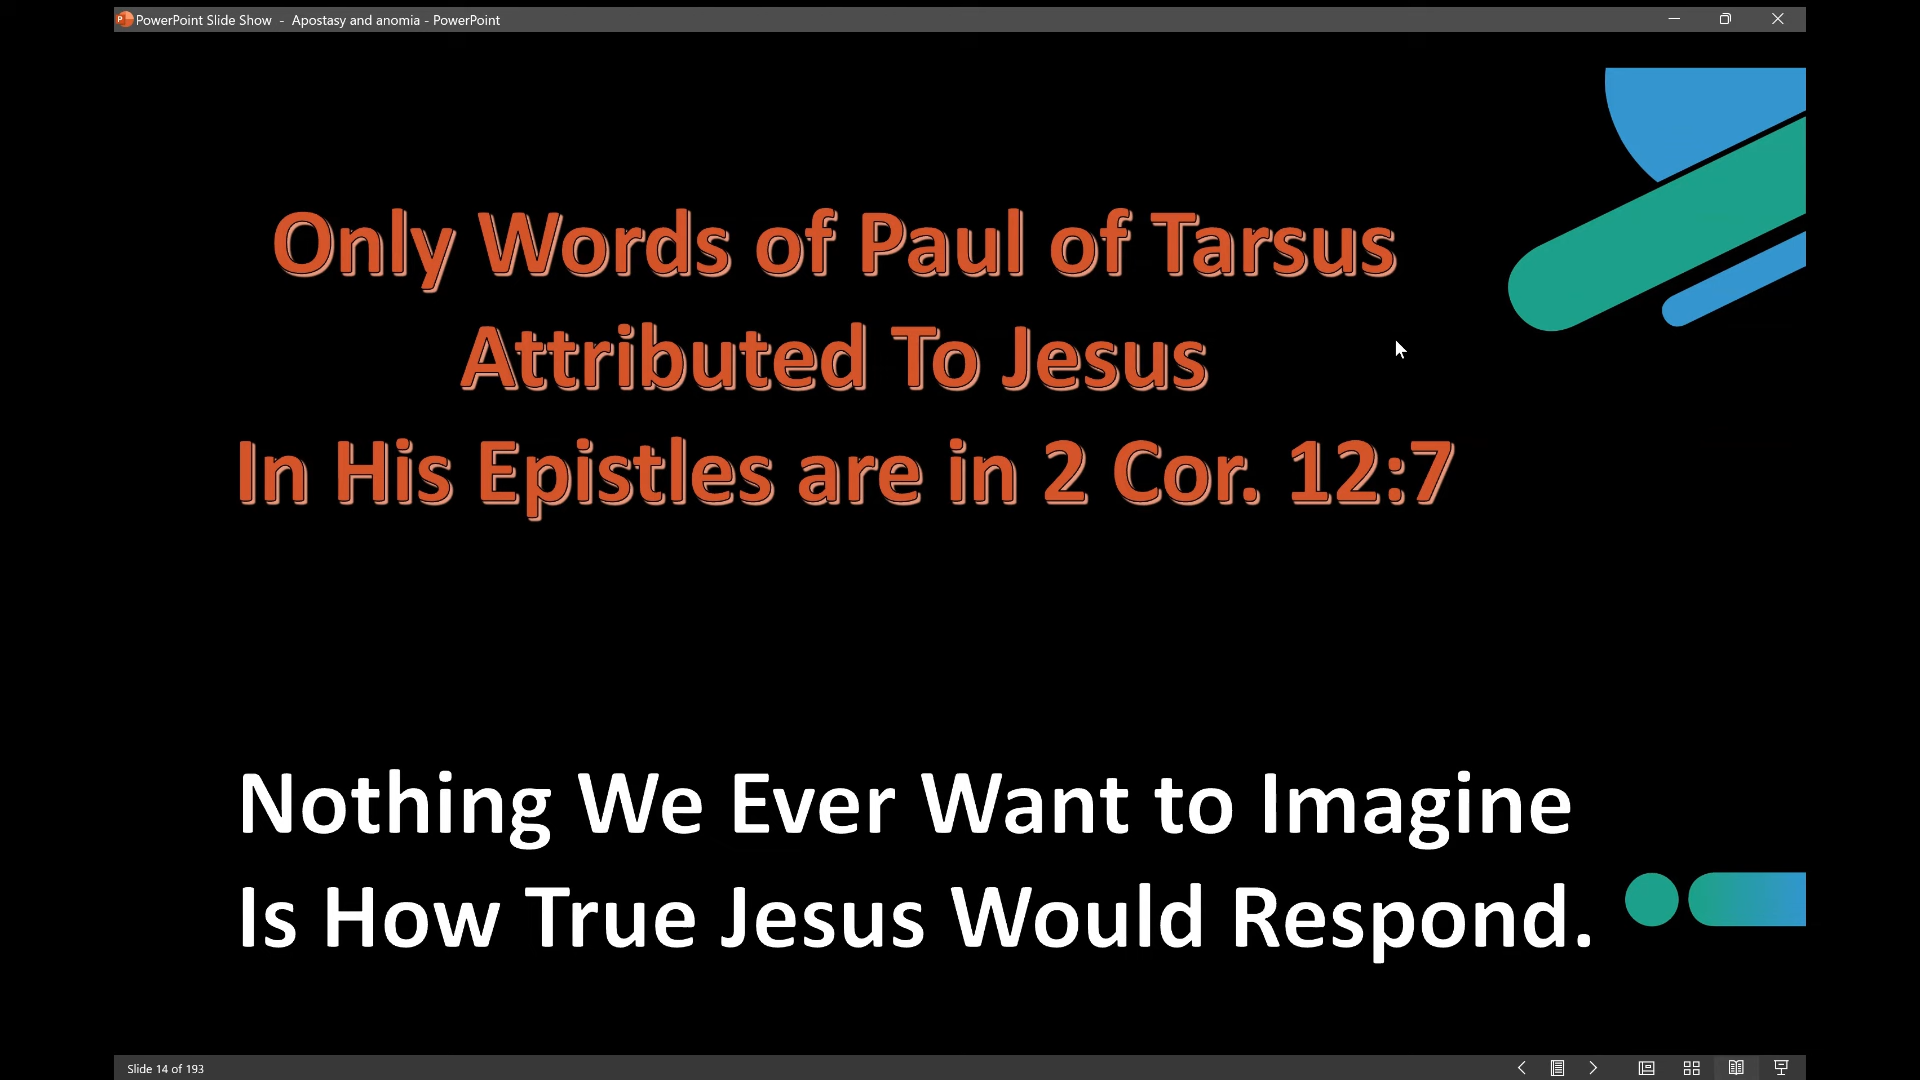 PowerPoint Slide Show - Apostasy and anomia - PowerPoint
Only Words of Paul of Tarsus
Attributed To Jesus
In His Epistles are in 2 Cor. 12:7
Nothing We Ever Want to Imagine
Is How True Jesus Would Respond.
Slide 14 of 193